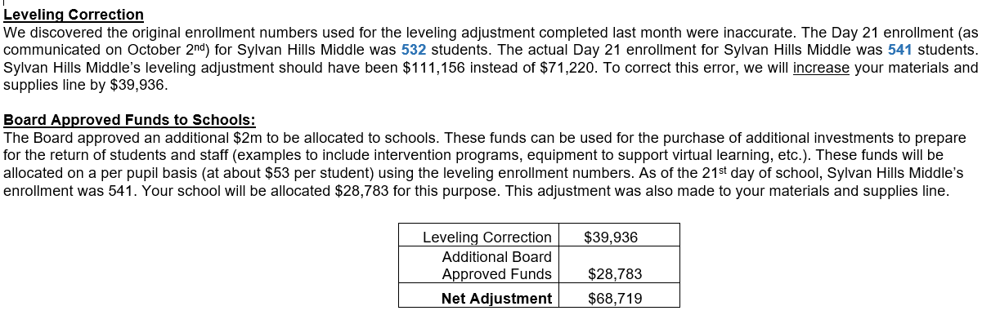 Leveling Correction
We discovered the original enrollment numbers used for the leveling adjustment completed last month were inaccurate. The Day 21 enrollment (as
communicated on October 2nd) for Sylvan Hills Middle was 532 students. The actual Day 21 enrollment for Sylvan Hills Middle was 541 students.
Sylvan Hills Middle’s leveling adjustment should have been $111,156 instead of $71,220. To correct this error, we will increase your materials and
supplies line by $39,936.
Board Approved Funds to Schools:
The Board approved an additional $2m to be allocated to schools. These funds can be used for the purchase of additional investments to prepare
for the return of students and staff (examples to include intervention programs, equipment to support virtual learning, etc.). These funds will be
allocated on a per pupil basis (at about $53 per student) using the leveling enrollment numbers. As of the 21st day of school, Sylvan Hills Middle’s
enrollment was 541. Your school will be allocated $28,783 for this purpose. This adjustment was also made to your materials and supplies line.
Leveling Correction $39,936
Additional Board
Approved Funds $28,783
Net Adjustment $68,719